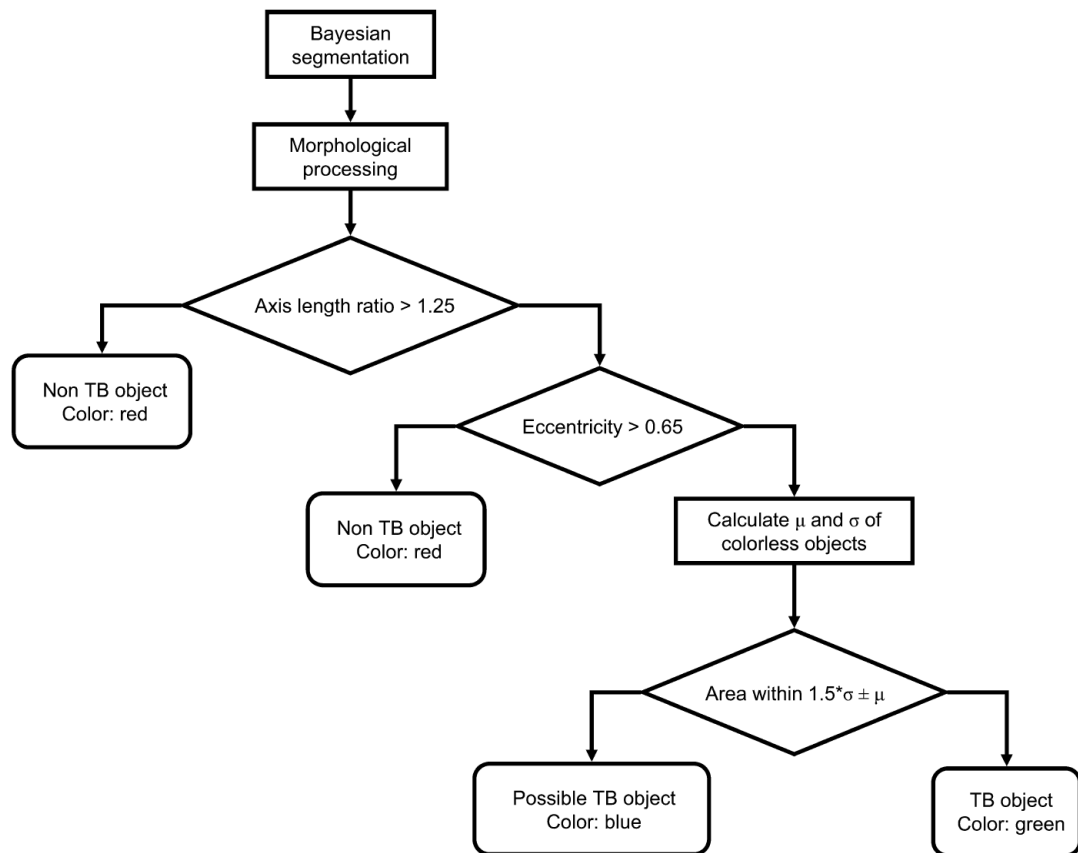 Bayesian
segmentation
Morphological
processing
Axis length ratio > 1.25
Non TB object
Color: red
Eccentricity > 0.65
Non TB object
Color: red
Calculate μ and σ of
colorless objects
Area within 1.5*σ ± μ
Possible TB object
Color: blue
TB object
Color: green